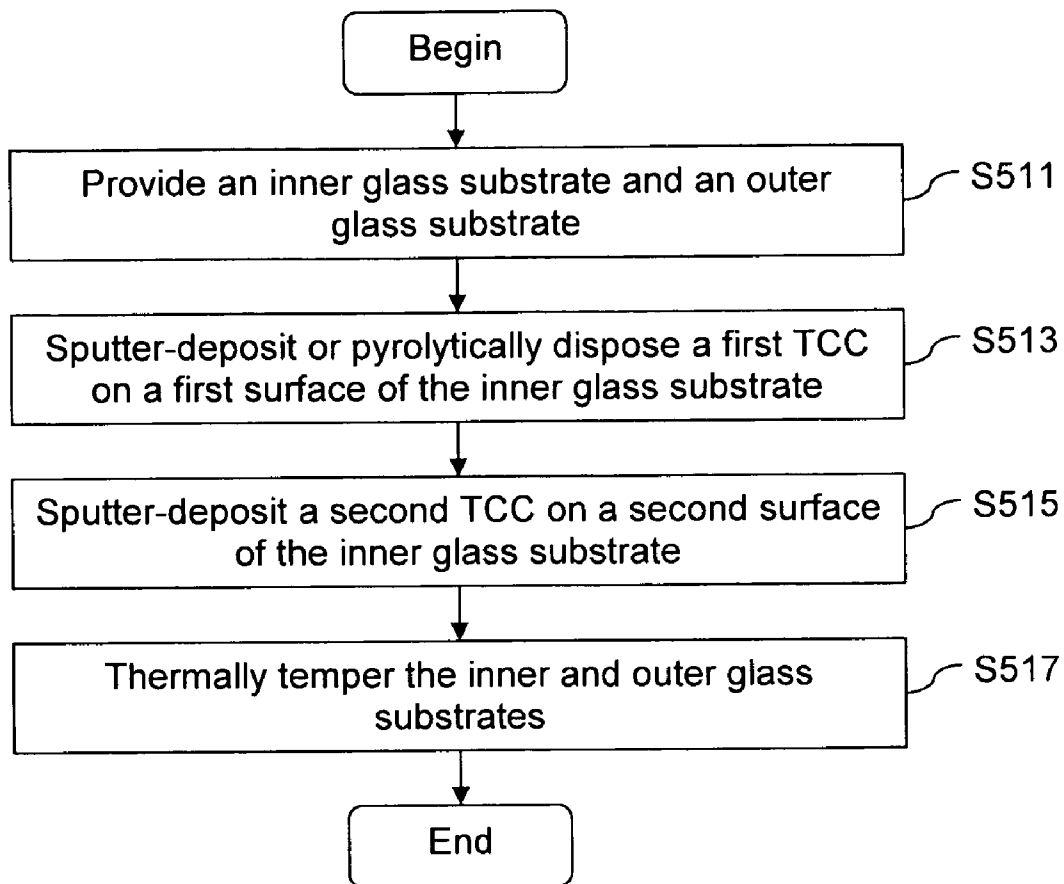 Begin
Provide an inner glass substrate and an outer
glass substrate
S511
Sputter-deposit or pyrolytically dispose a first TCC
on a first surface of the inner glass substrate
S513
Sputter-deposit a second TCC on a second surface
of the inner glass substrate
S515
Thermally temper the inner and outer glass
substrates
S517
End